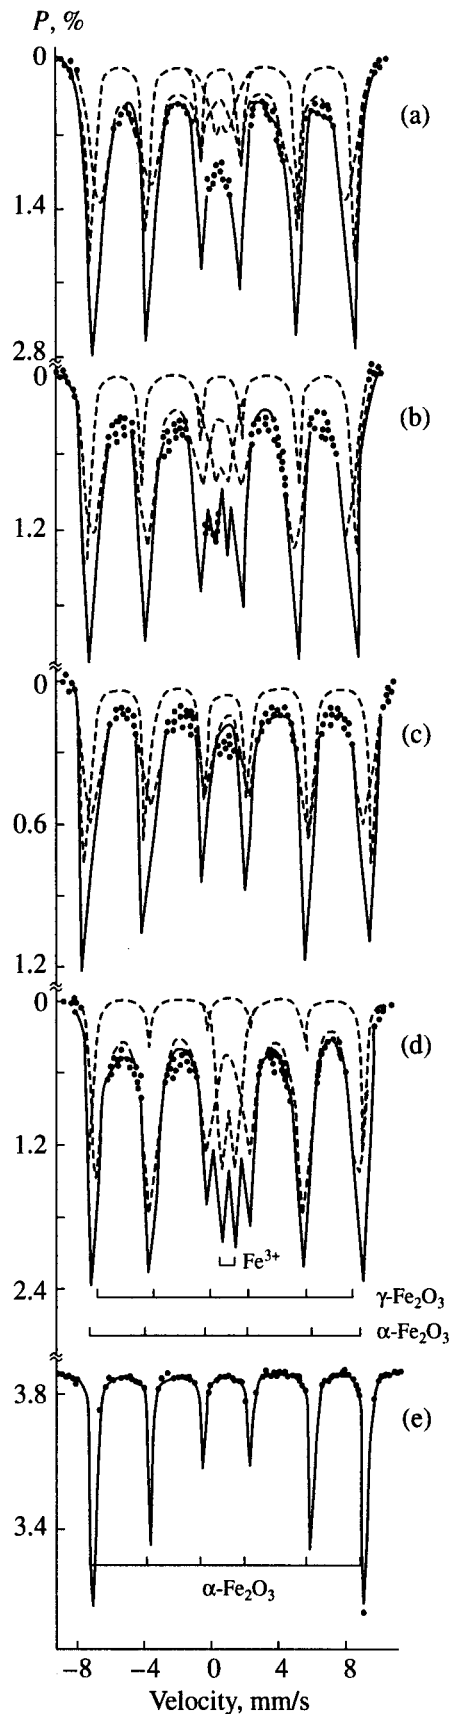 P, %
0
(a)
1.4
2.8
0
(b)
1.2
0
(c)
0.6
1.2
0
(d)
1.2
Fe³⁺
2.4
γ-Fe₂O₃
α-Fe₂O₃
3.8
(e)
3.4
α-Fe₂O₃
−8 −4 0 4 8
Velocity, mm/s